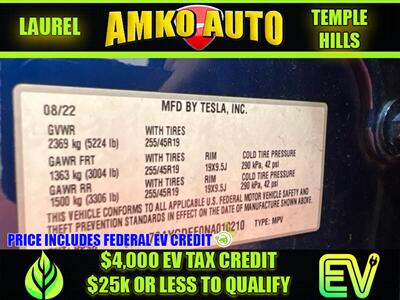 LAUREL
AMKO AUTO
TEMPLE HILLS
08/22
MFD BY TESLA, INC.
GVWR
2369 kg (5224 lb)
WITH TIRES
255/45R19
GAWR FRT
1363 kg (3004 lb)
WITH TIRES
255/45R19
RIM
19X9.5J
COLD TIRE PRESSURE
290 kPa, 42 psi
GAWR RR
1500 kg (3306 lb)
WITH TIRES
255/45R19
RIM
19X9.5J
COLD TIRE PRESSURE
290 kPa, 42 psi
THIS VEHICLE CONFORMS TO ALL APPLICABLE U.S. FEDERAL MOTOR VEHICLE SAFETY AND
THEFT PREVENTION STANDARDS IN EFFECT ON THE DATE OF MANUFACTURE SHOWN ABOVE.
TYPE: MPV
PRICE INCLUDES FEDERAL EV CREDIT
$4,000 EV TAX CREDIT
$25k OR LESS TO QUALIFY
EV